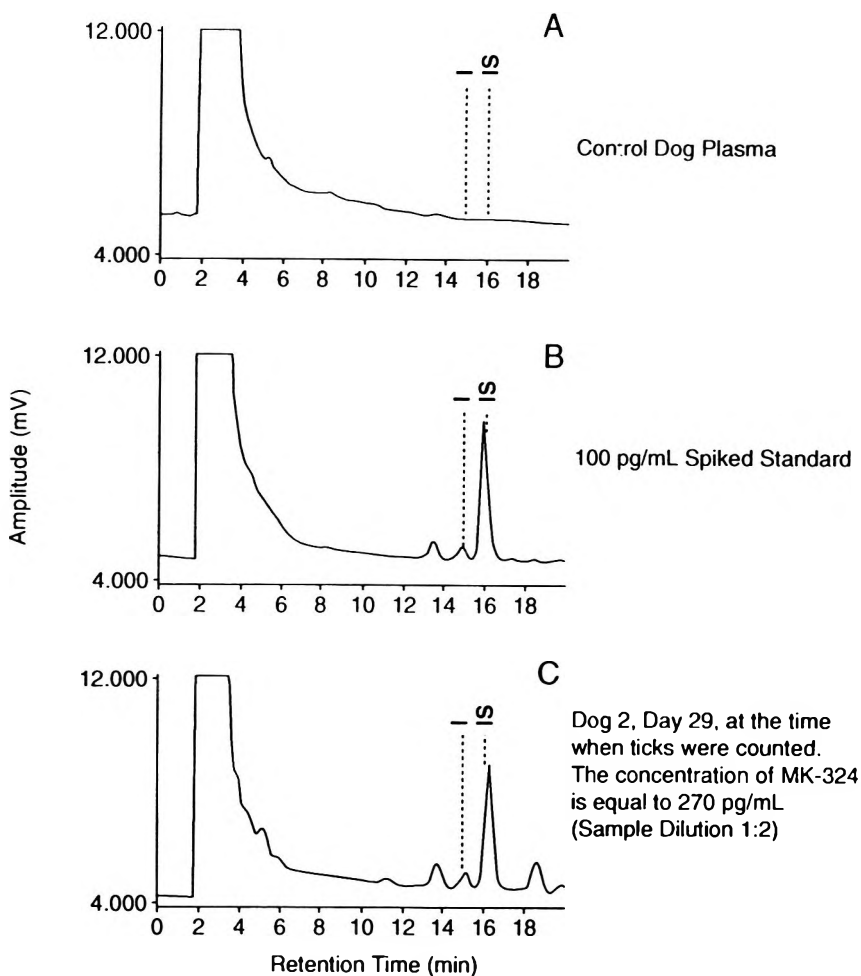 A
12.000
I
IS
Control Dog Plasma
4.000
0 2 4 6 8 10 12 14 16 18
B
12.000
I
IS
100 pg/mL Spiked Standard
4.000
0 2 4 6 8 10 12 14 16 18
Amplitude (mV)
C
12.000
I
IS
Dog 2, Day 29, at the time
when ticks were counted.
The concentration of MK-324
is equal to 270 pg/mL
(Sample Dilution 1:2)
4.000
0 2 4 6 8 10 12 14 16 18
Retention Time (min)